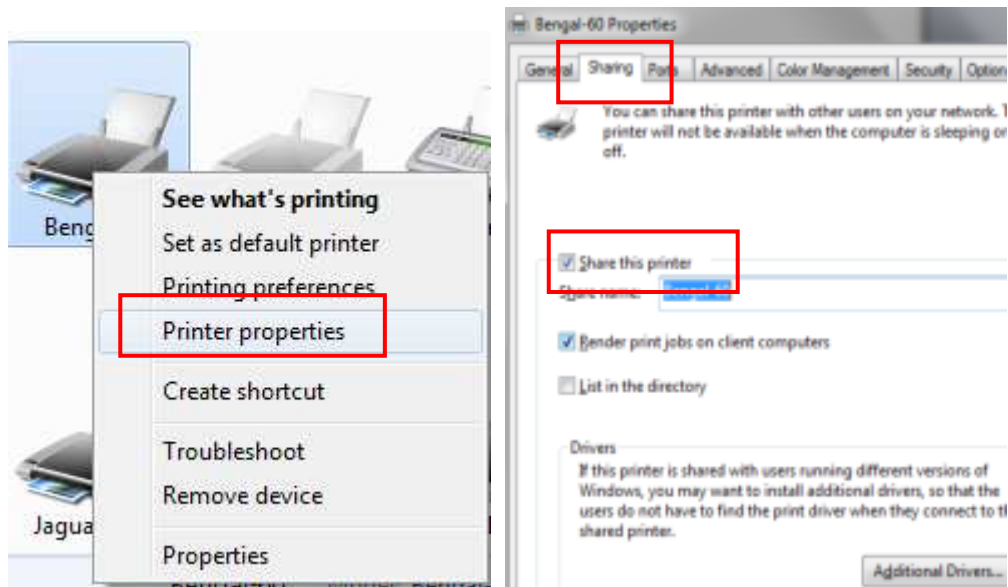 Beng
See what's printing
Set as default printer
Printing preferences
Printer properties
Create shortcut
Troubleshoot
Remove device
Properties
Jagua
Bengal-60 Properties
General Sharing Ports Advanced Color Management Security Option
You can share this printer with other users on your network. T
printer will not be available when the computer is sleeping or
off.
Share this printer
Share name: Bengal-60
Render print jobs on client computers
List in the directory
Drivers
If this printer is shared with users running different versions of
Windows, you may want to install additional drivers, so that the
users do not have to find the print driver when they connect to th
shared printer.
Additional Drivers...